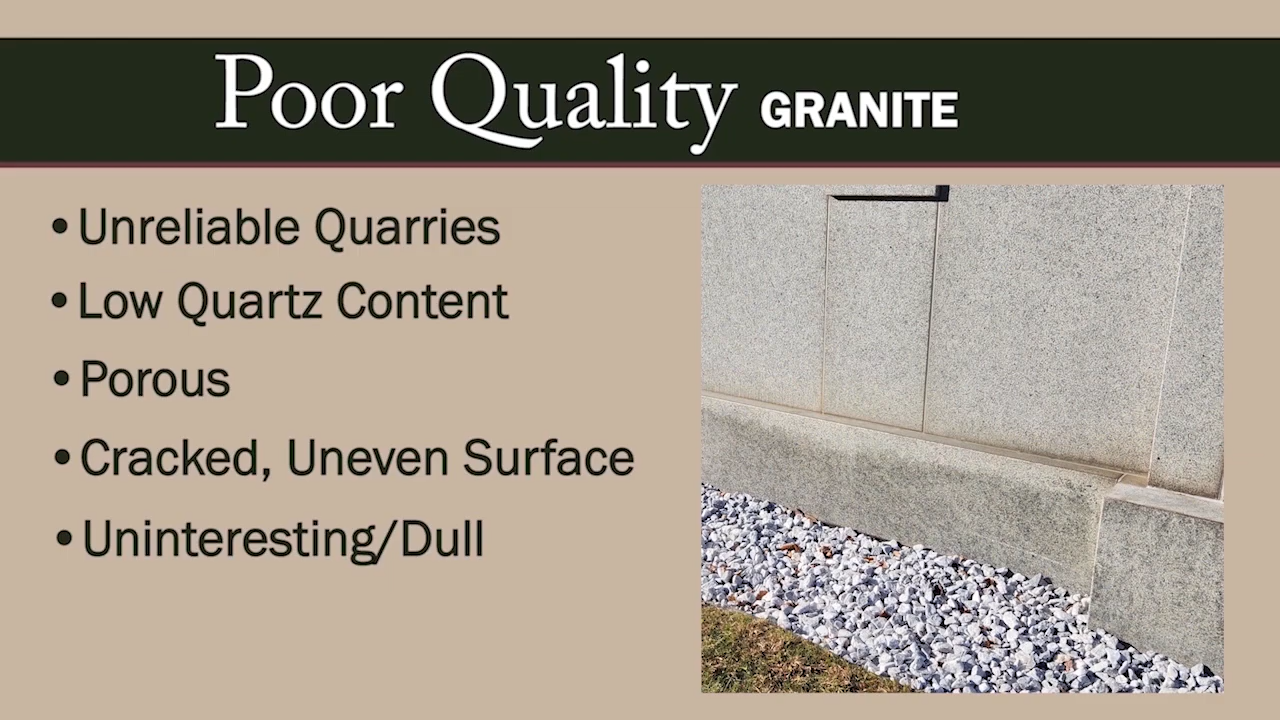 Poor Quality GRANITE
• Unreliable Quarries
• Low Quartz Content
• Porous
• Cracked, Uneven Surface
• Uninteresting/Dull